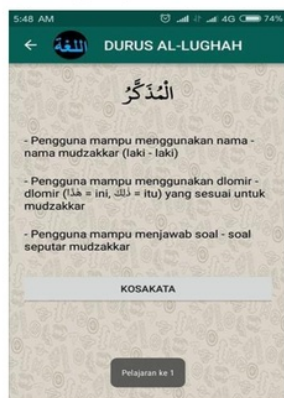 5:48 AM 4G 74%
اللغة DURUS AL-LUGHAH
الْمُذَكَّرُ
- Pengguna mampu menggunakan nama -
nama mudzakkar (laki - laki)
- Pengguna mampu menggunakan dlomir -
dlomir (هٰذَا = ini, ذٰلِكَ = itu) yang sesuai untuk
mudzakkar
- Pengguna mampu menjawab soal - soal
seputar mudzakkar
KOSAKATA
Pelajaran ke 1